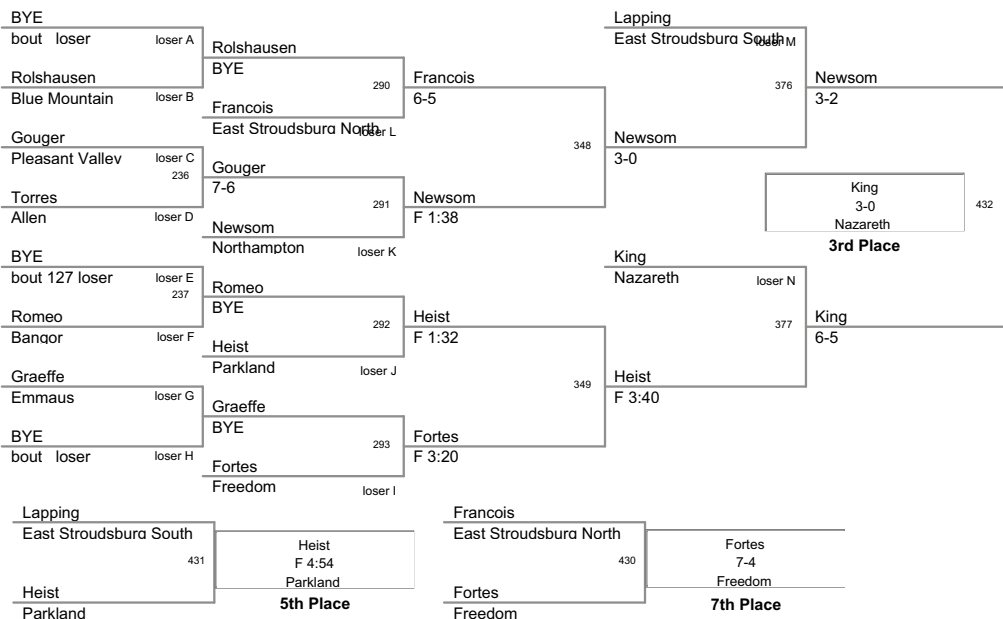 BYE
bout loser
loser A
Rolshausen
Blue Mountain
loser B
Gouger
Pleasant Valley
loser C
236
Torres
Allen
loser D
BYE
bout 127 loser
loser E
237
Romeo
Bangor
loser F
Graeffe
Emmaus
loser G
BYE
bout loser
loser H
Rolshausen
BYE
290
Francois
East Stroudsburg North
loser L
Gouger
7-6
291
Newsom
Northampton
loser K
Romeo
BYE
292
Heist
Parkland
loser J
Graeffe
BYE
293
Fortes
Freedom
loser I
Francois
6-5
348
Newsom
F 1:38
Heist
F 1:32
349
Fortes
F 3:20
Lapping
East Stroudsburg South
loser M
376
Newsom
3-0
King
Nazareth
loser N
377
Heist
F 3:40
Newsom
3-2
King
6-5
King
3-0
Nazareth
432
3rd Place
Lapping
East Stroudsburg South
431
Heist
Parkland
Heist
F 4:54
Parkland
5th Place
Francois
East Stroudsburg North
430
Fortes
Freedom
Fortes
7-4
Freedom
7th Place